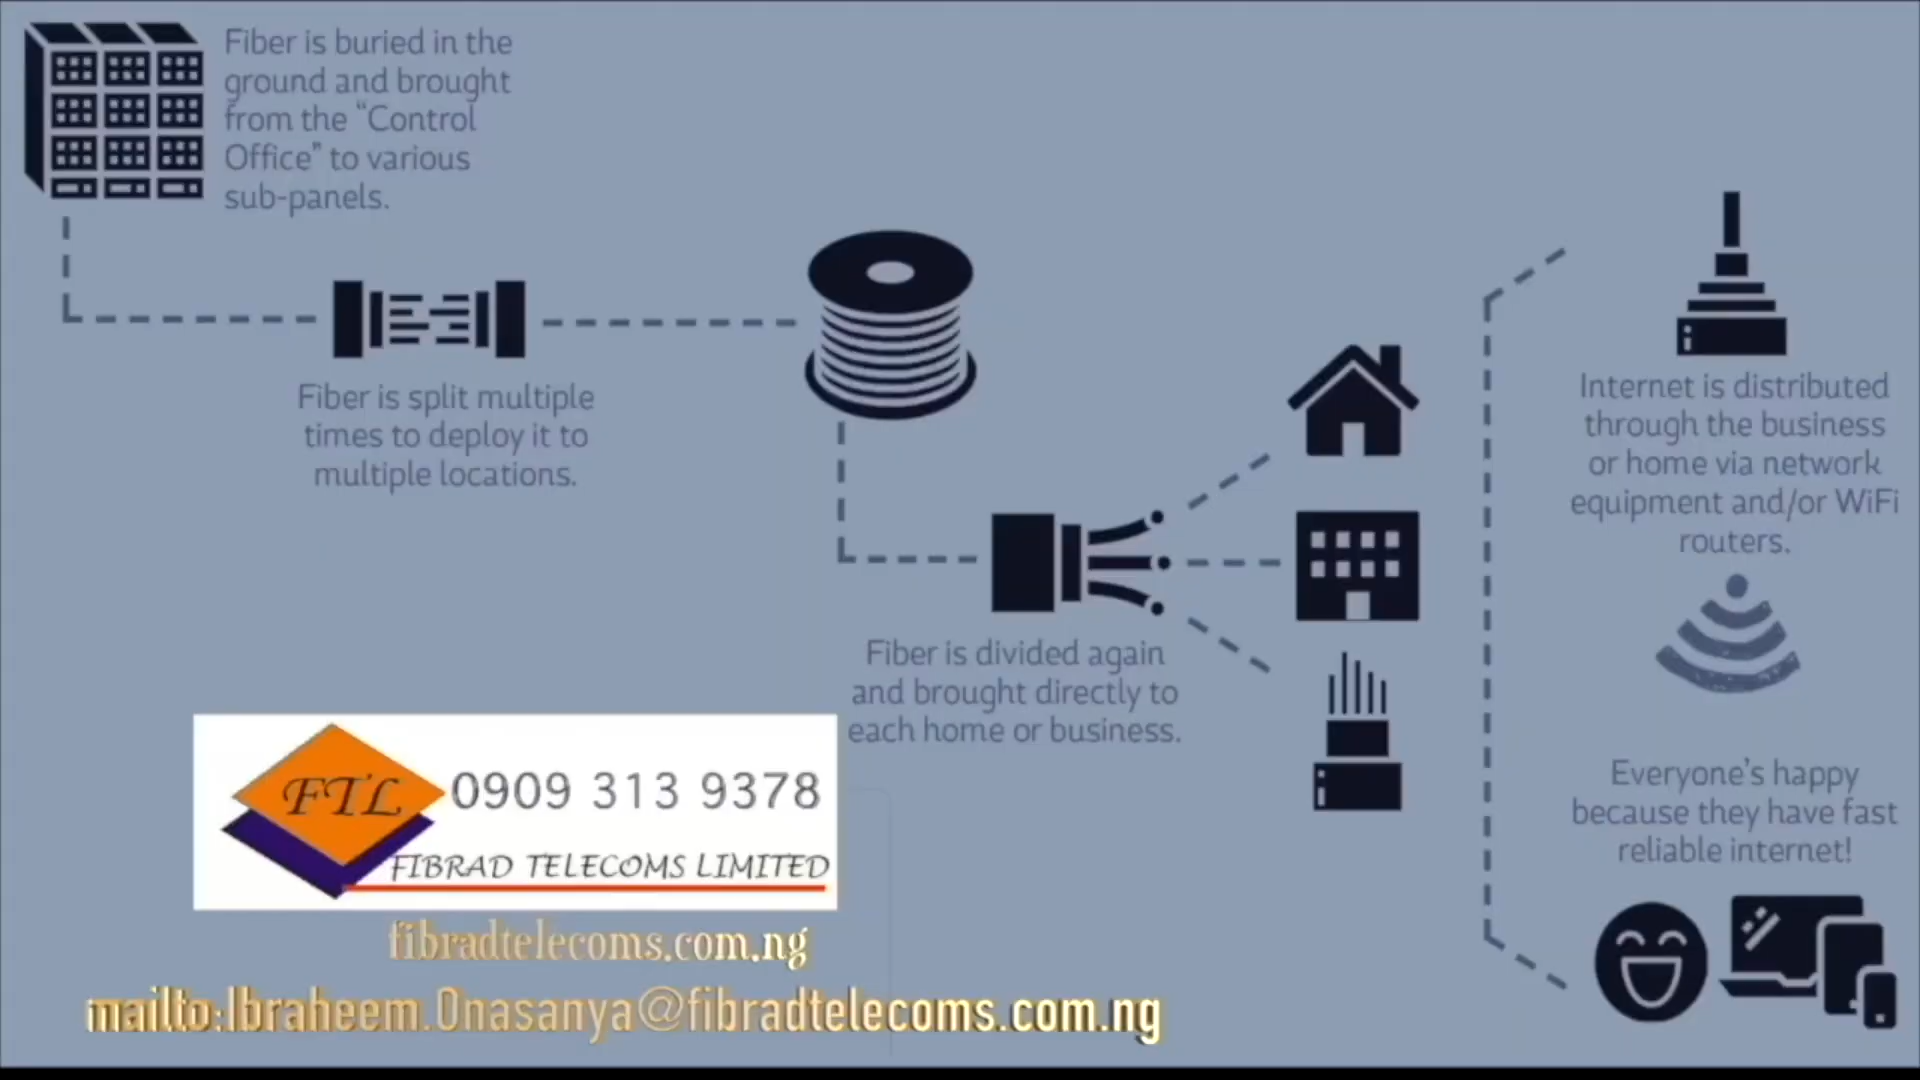 Fiber is buried in the
ground and brought
from the “Control
Office” to various
sub-panels.
Fiber is split multiple
times to deploy it to
multiple locations.
Fiber is divided again
and brought directly to
each home or business.
Internet is distributed
through the business
or home via network
equipment and/or WiFi
routers.
Everyone's happy
because they have fast
reliable internet!
FTL
0909 313 9378
FIBRAD TELECOMS LIMITED
fibradtelecoms.com.ng
mailto:Ibraheem.Onasanya@fibradtelecoms.com.ng